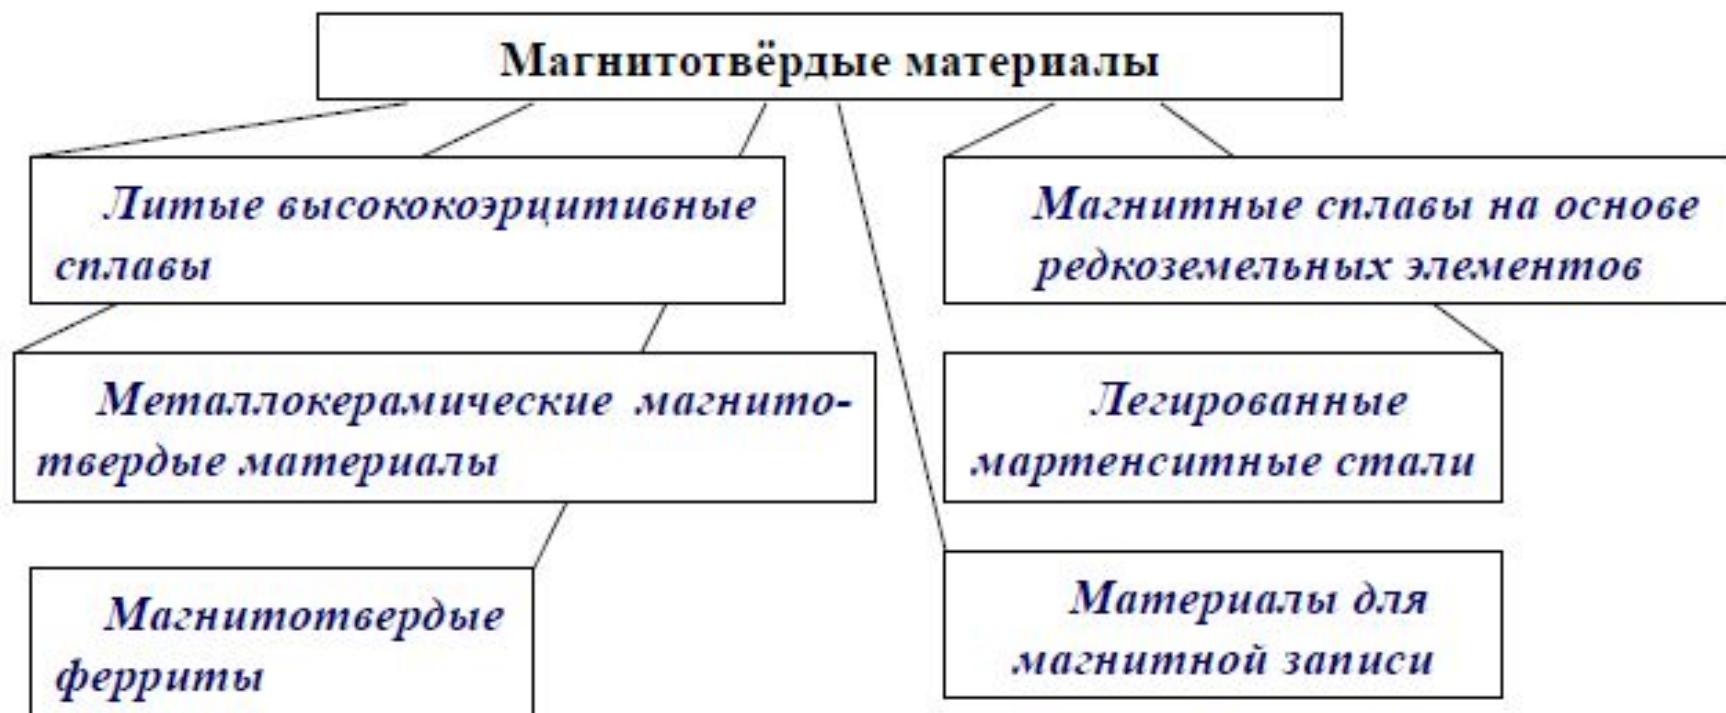 Магнитотвёрдые материалы
Литые высококоэрцитивные
сплавы
Магнитные сплавы на основе
редкоземельных элементов
Металлокерамические магнито-
твердые материалы
Легированные
мартенситные стали
Магнитотвердые
ферриты
Материалы для
магнитной записи